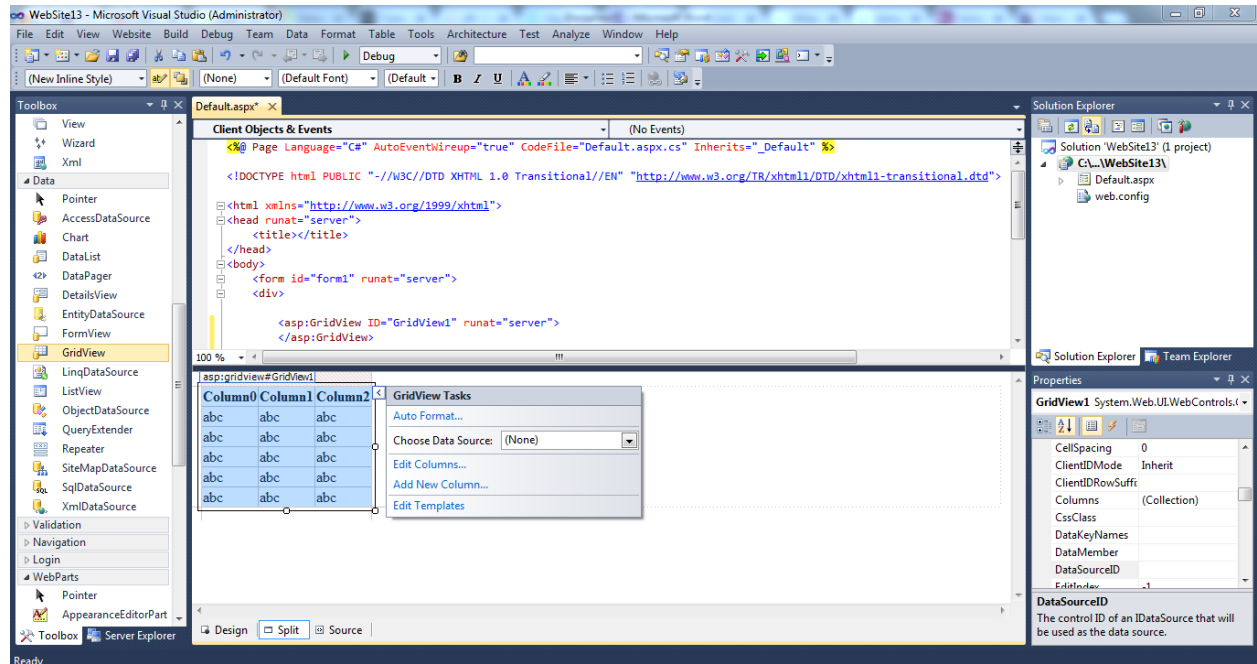 WebSite13 - Microsoft Visual Studio (Administrator)
File Edit View Website Build Debug Team Data Format Table Tools Architecture Test Analyze Window Help
Debug
(New Inline Style) (None) (Default Font) (Default B I U A
Toolbox
View
Wizard
Xml
Data
Pointer
AccessDataSource
Chart
DataList
DataPager
DetailsView
EntityDataSource
FormView
GridView
LinqDataSource
ListView
ObjectDataSource
QueryExtender
Repeater
SiteMapDataSource
SqlDataSource
XmlDataSource
Validation
Navigation
Login
WebParts
Pointer
AppearanceEditorPart
Toolbox Server Explorer
Default.aspx*
Client Objects & Events (No Events)
<%@ Page Language="C#" AutoEventWireup="true" CodeFile="Default.aspx.cs" Inherits="_Default" %>
<!DOCTYPE html PUBLIC "-//W3C//DTD XHTML 1.0 Transitional//EN" "http://www.w3.org/TR/xhtml1/DTD/xhtml1-transitional.dtd">
<html xmlns="http://www.w3.org/1999/xhtml">
<head runat="server">
<title></title>
</head>
<body>
<form id="form1" runat="server">
<div>
<asp:GridView ID="GridView1" runat="server">
</asp:GridView>
100 %
asp:gridview#GridView1
Column0 Column1 Column2
abc abc abc
abc abc abc
abc abc abc
abc abc abc
abc abc abc
GridView Tasks
Auto Format...
Choose Data Source: (None)
Edit Columns...
Add New Column...
Edit Templates
Design Split Source
Solution Explorer
Solution 'WebSite13' (1 project)
C:\...\WebSite13\
Default.aspx
web.config
Solution Explorer Team Explorer
Properties
GridView1 System.Web.UI.WebControls.(
CellSpacing 0
ClientIDMode Inherit
ClientIDRowSuffi
Columns (Collection)
CssClass
DataKeyNames
DataMember
DataSourceID
EditIndex -1
DataSourceID
The control ID of an IDataSource that will
be used as the data source.
Ready